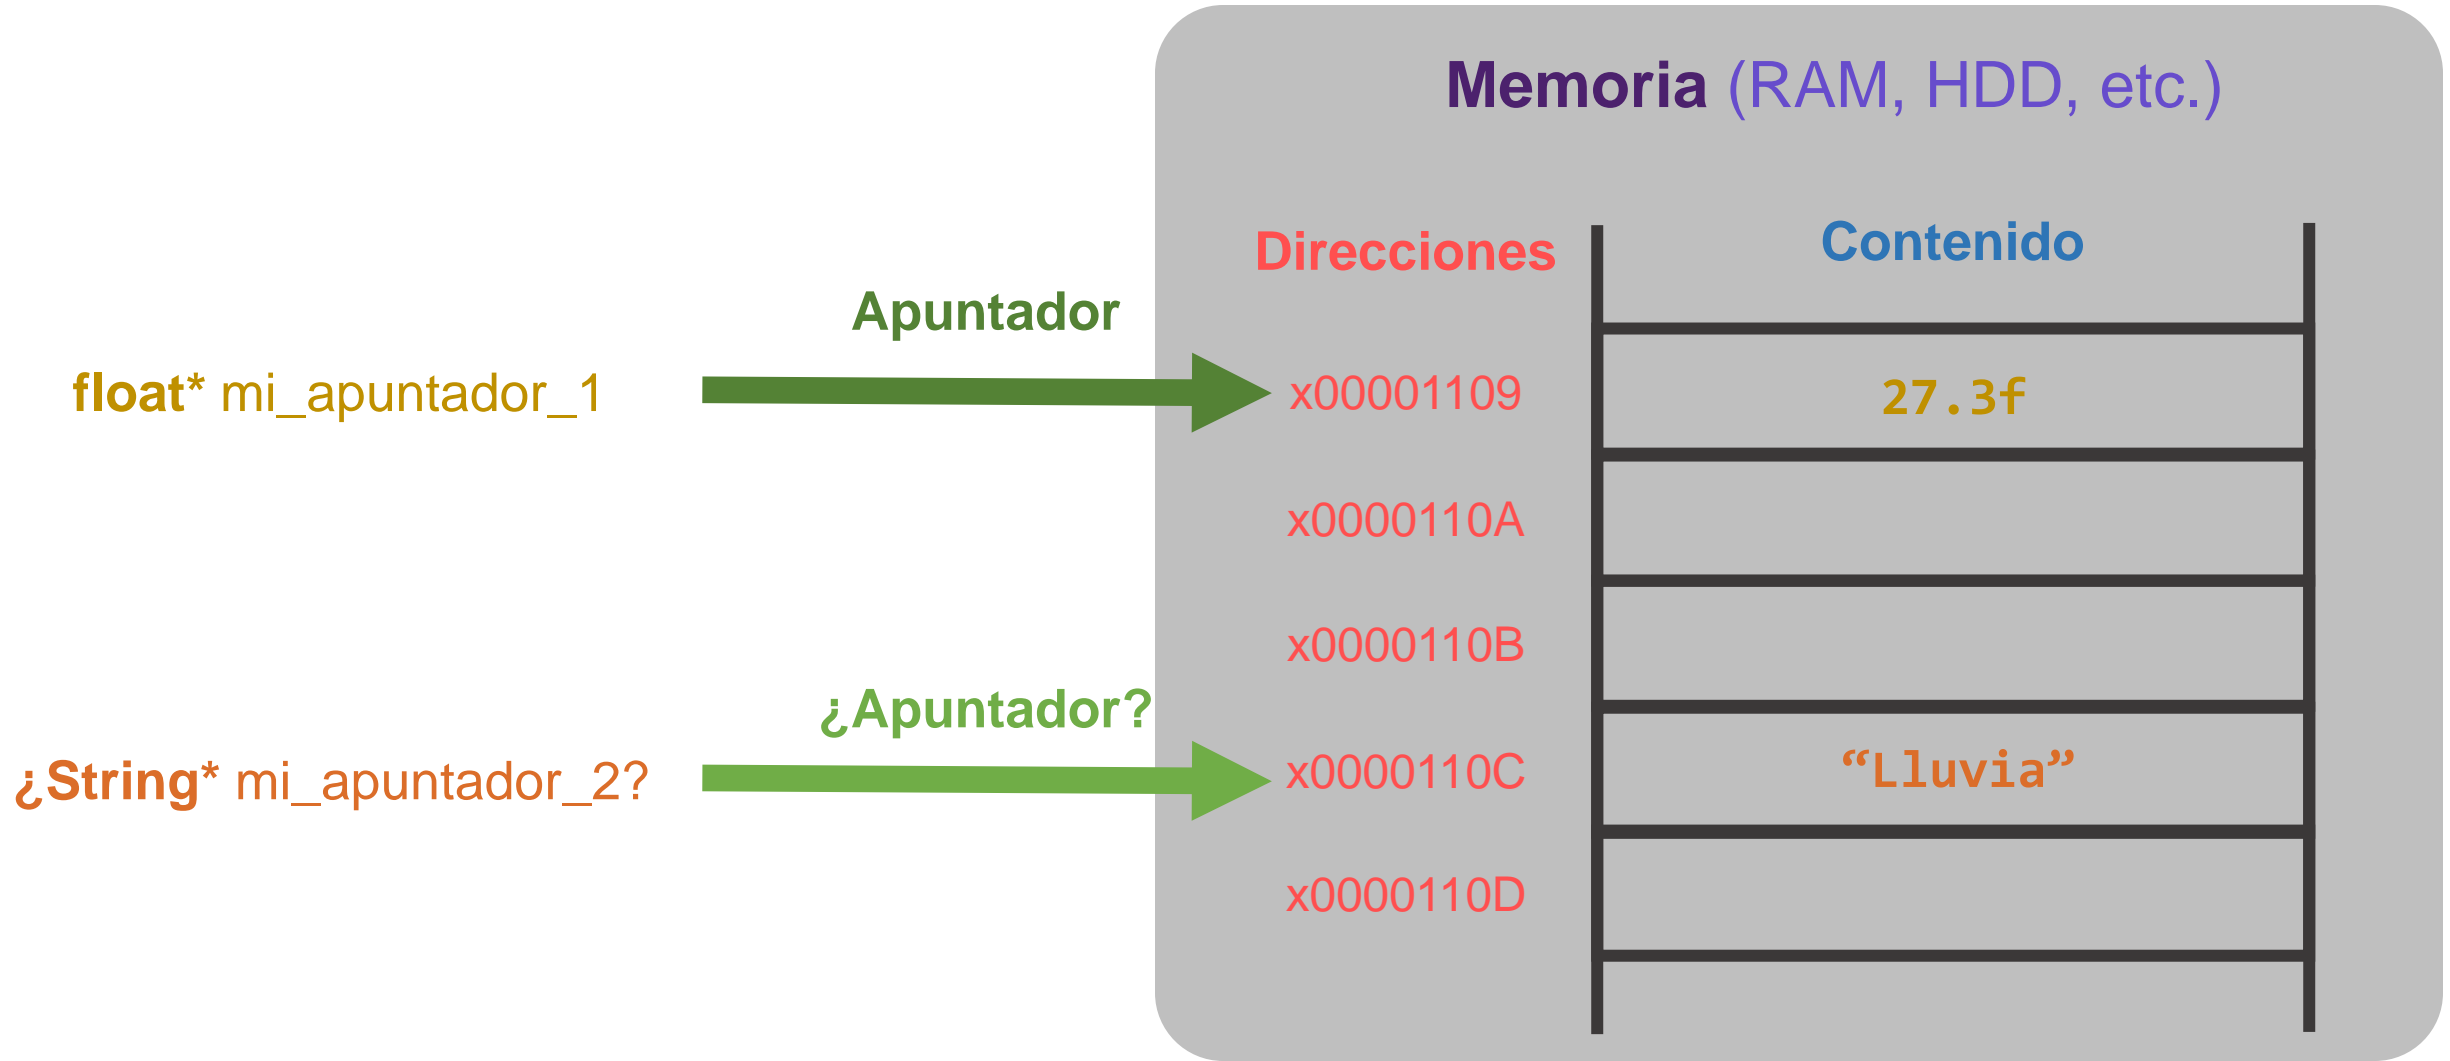 Memoria (RAM, HDD, etc.)
Direcciones
Contenido
Apuntador
float* mi_apuntador_1
x00001109
27.3f
x0000110A
x0000110B
¿Apuntador?
¿String* mi_apuntador_2?
x0000110C
“Lluvia”
x0000110D